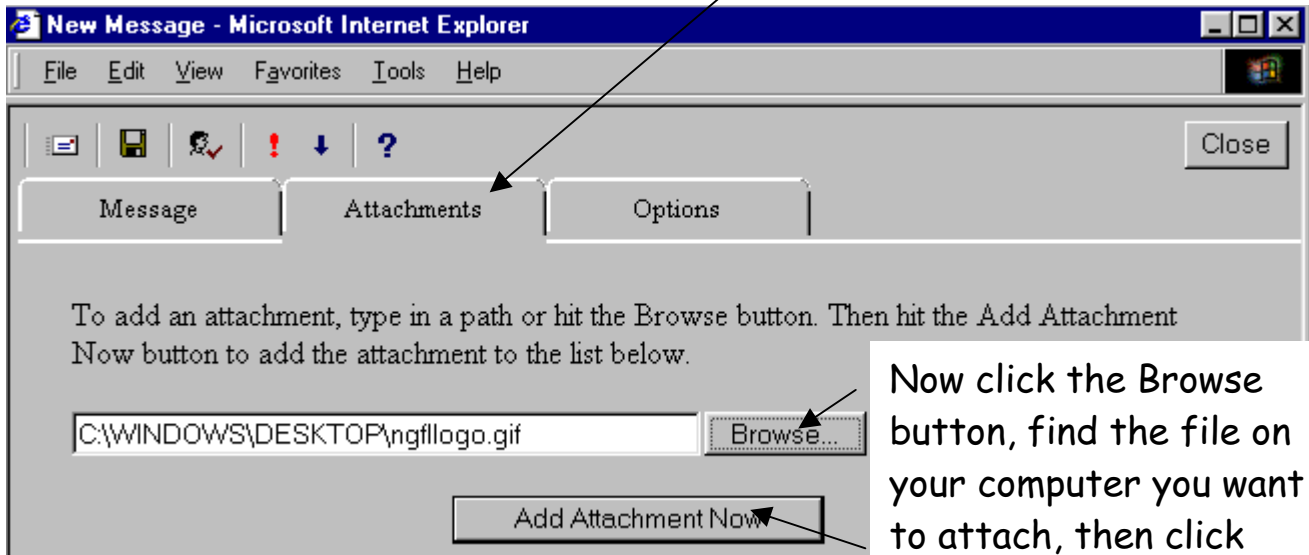 New Message - Microsoft Internet Explorer
File Edit View Favorites Tools Help
? Close
Message Attachments Options
To add an attachment, type in a path or hit the Browse button. Then hit the Add Attachment
Now button to add the attachment to the list below.
C:\WINDOWS\DESKTOP\ngfllogo.gif Browse...
Add Attachment Now
Now click the Browse
button, find the file on
your computer you want
to attach, then click